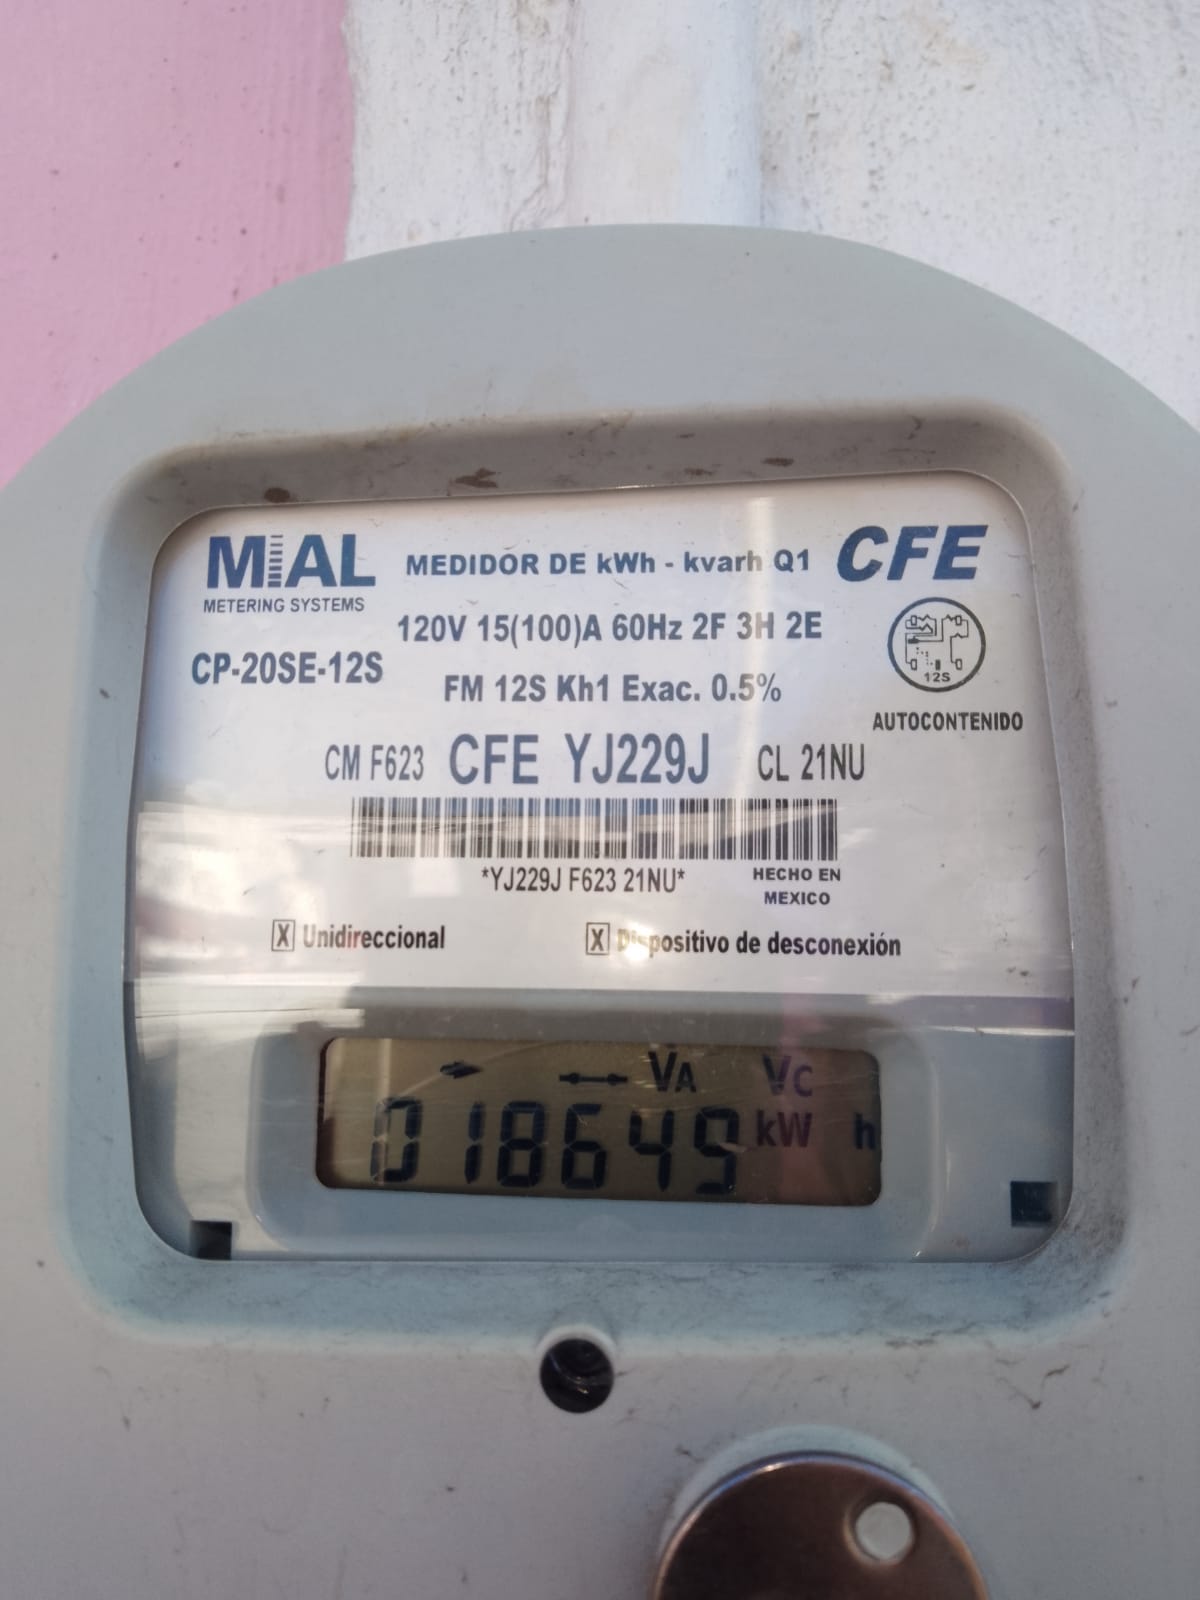 MIAL MEDIDOR DE kWh - kvarh Q1 CFE
METERING SYSTEMS
120V 15(100)A 60Hz 2F 3H 2E
CP-20SE-12S
FM 12S Kh1 Exac. 0.5%
12S
AUTOCONTENIDO
CM F623 CFE YJ229J CL 21NU
*YJ229J F623 21NU*
HECHO EN
MEXICO
X Unidireccional
X Dispositivo de desconexión
VA VC
018649 kW h